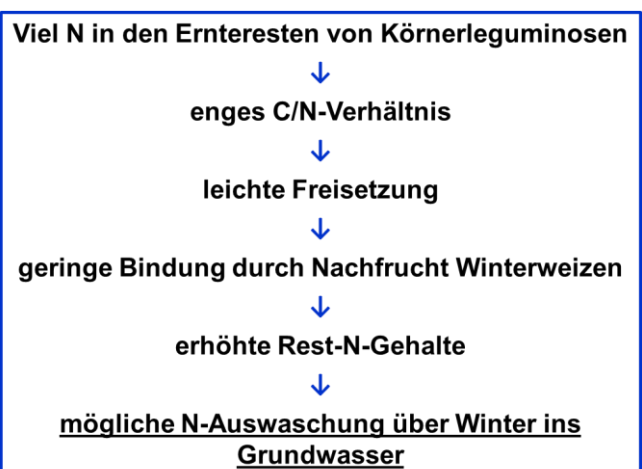 Viel N in den Ernteresten von Körnerleguminosen
↓
enges C/N-Verhältnis
↓
leichte Freisetzung
↓
geringe Bindung durch Nachfrucht Winterweizen
↓
erhöhte Rest-N-Gehalte
↓
mögliche N-Auswaschung über Winter ins
Grundwasser